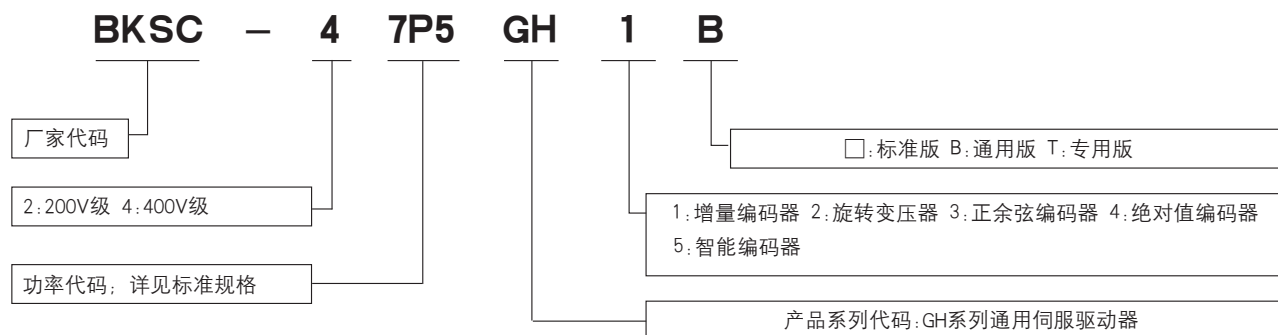 BKSC - 4 7P5 GH 1 B
厂家代码
□:标准版 B:通用版 T:专用版
2:200V级 4:400V级
1:增量编码器 2:旋转变压器 3:正余弦编码器 4:绝对值编码器
5:智能编码器
功率代码; 详见标准规格
产品系列代码:GH系列通用伺服驱动器